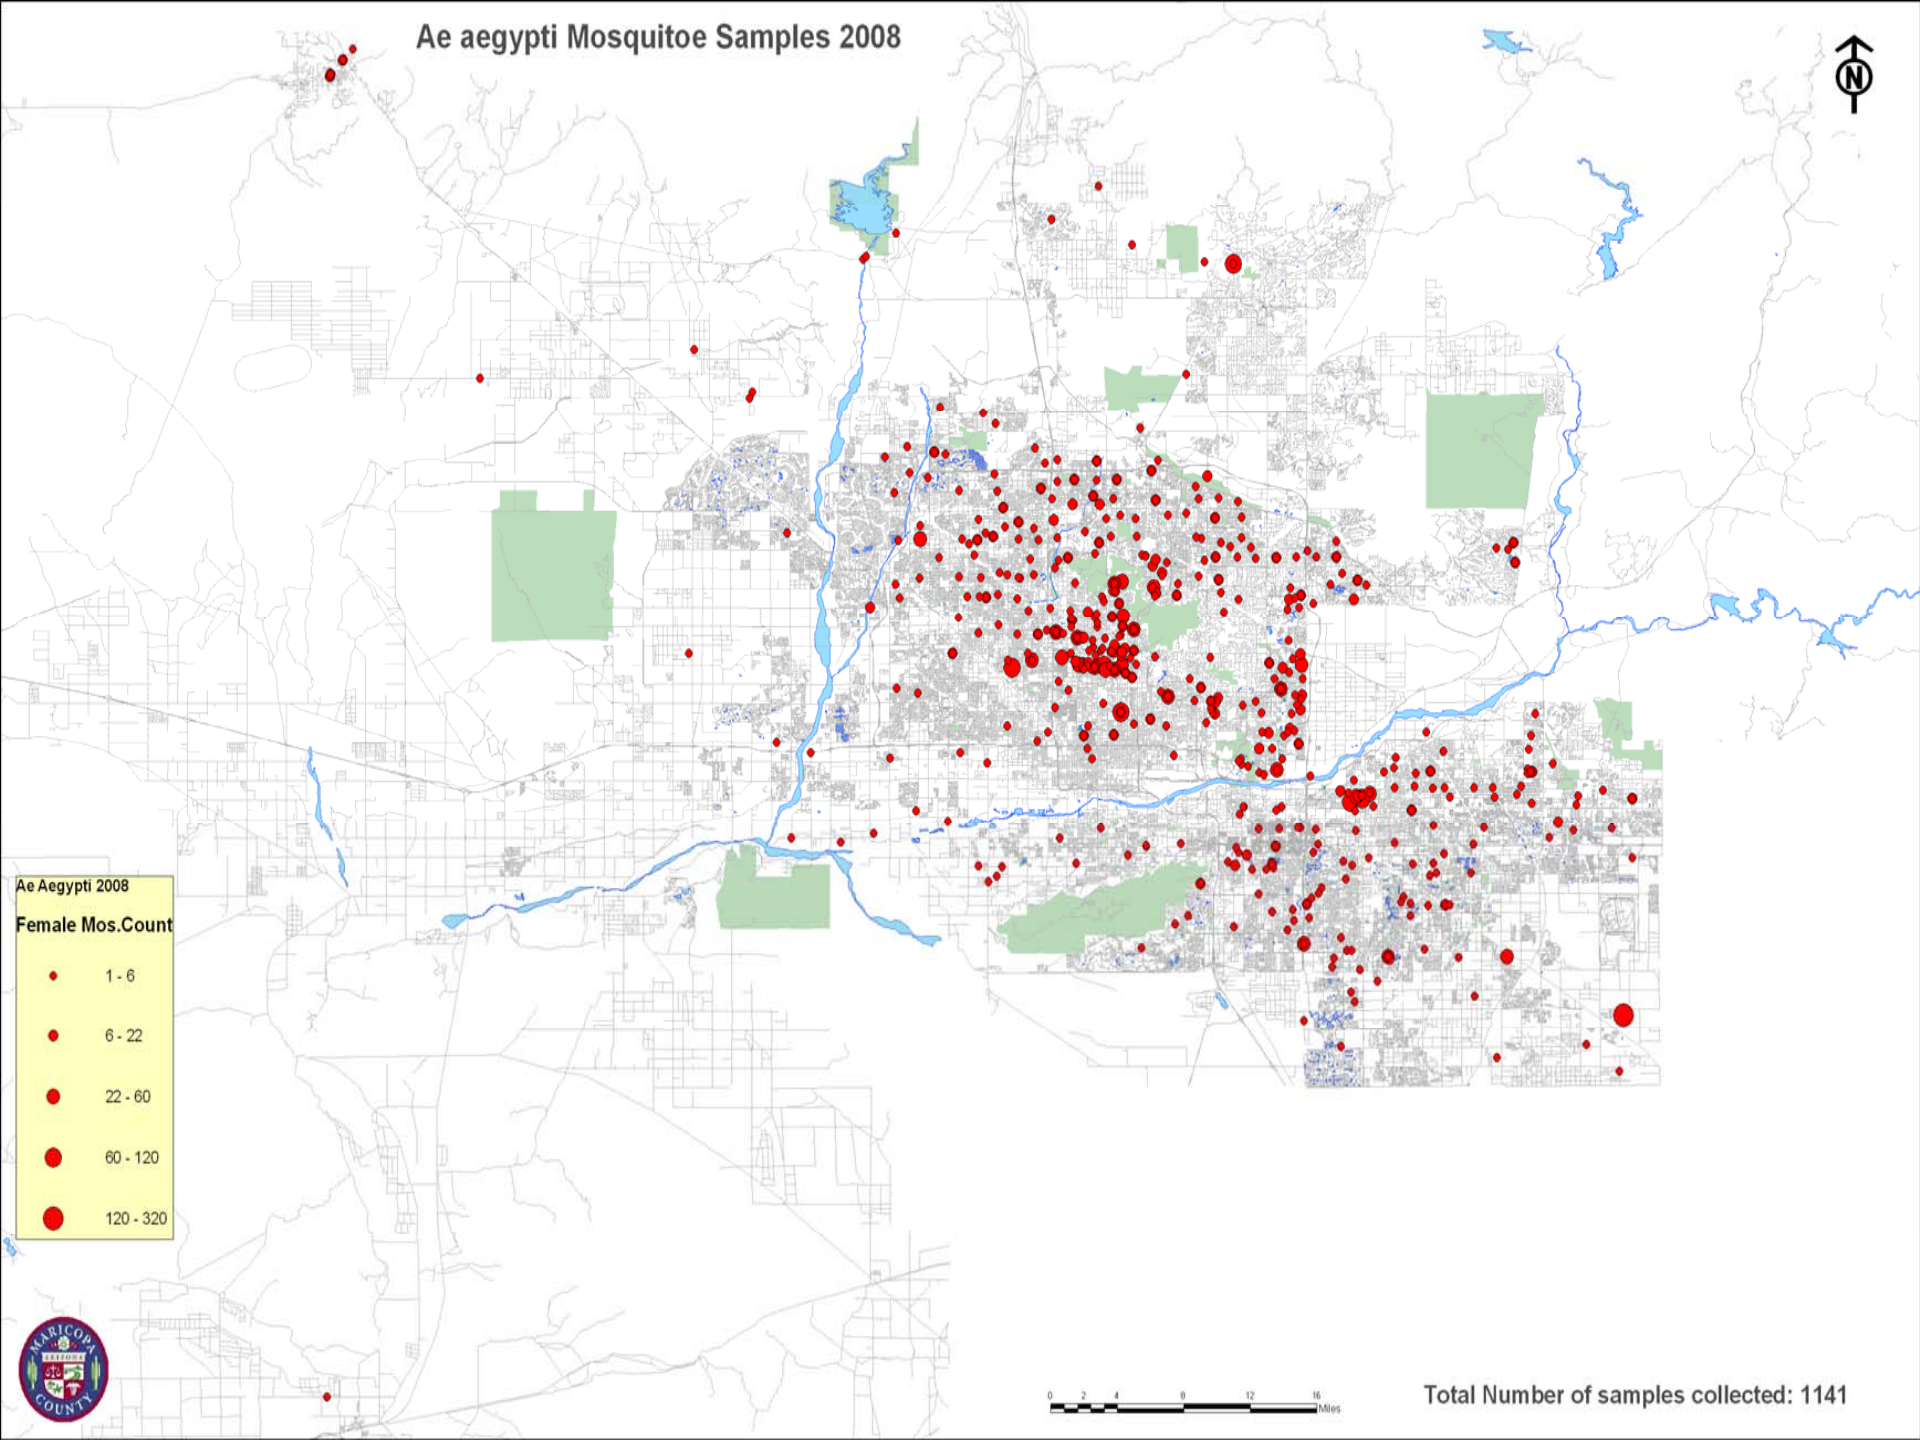 Ae aegypti Mosquitoe Samples 2008
N
Ae Aegypti 2008
Female Mos.Count
1 - 6
6 - 22
22 - 60
60 - 120
120 - 320
MARICOPA
ARIZONA
COUNTY
0 2 4 8 12 16
Miles
Total Number of samples collected: 1141